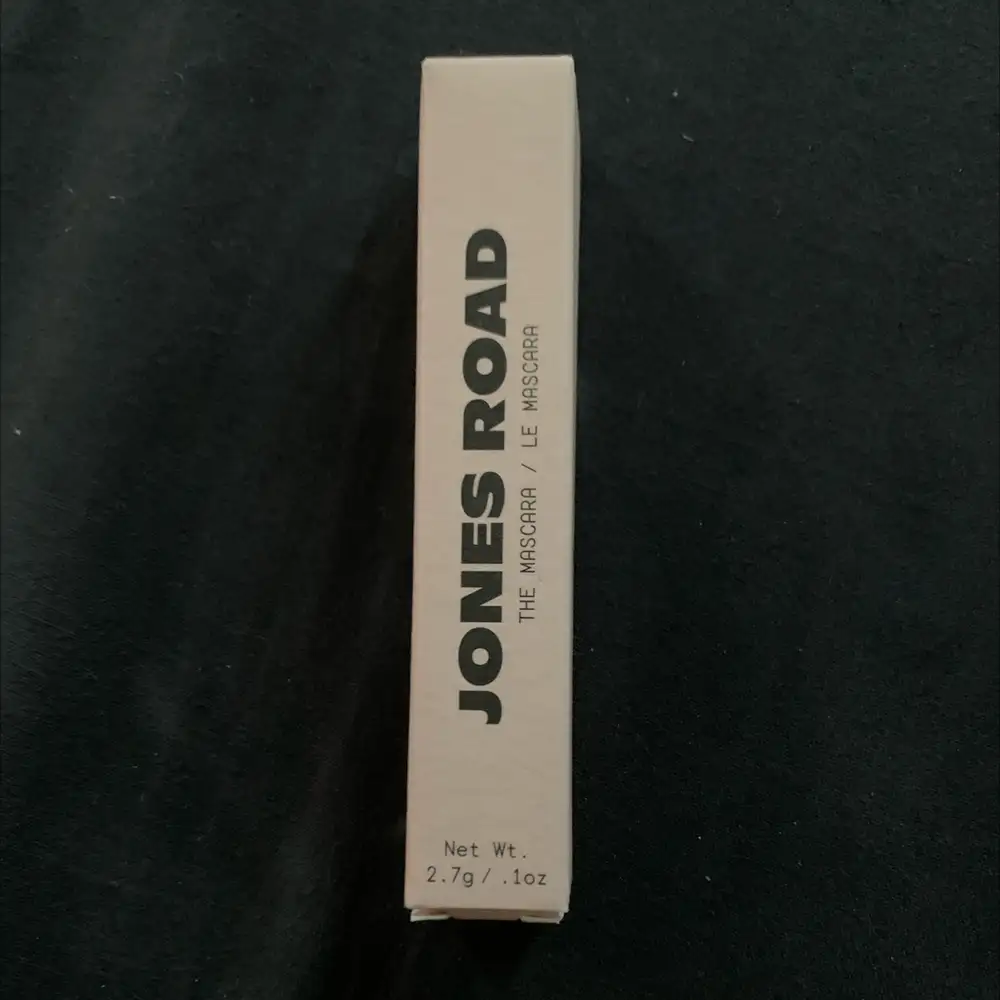 JONES ROAD
THE MASCARA / LE MASCARA
Net Wt.
2.7g / .1oz